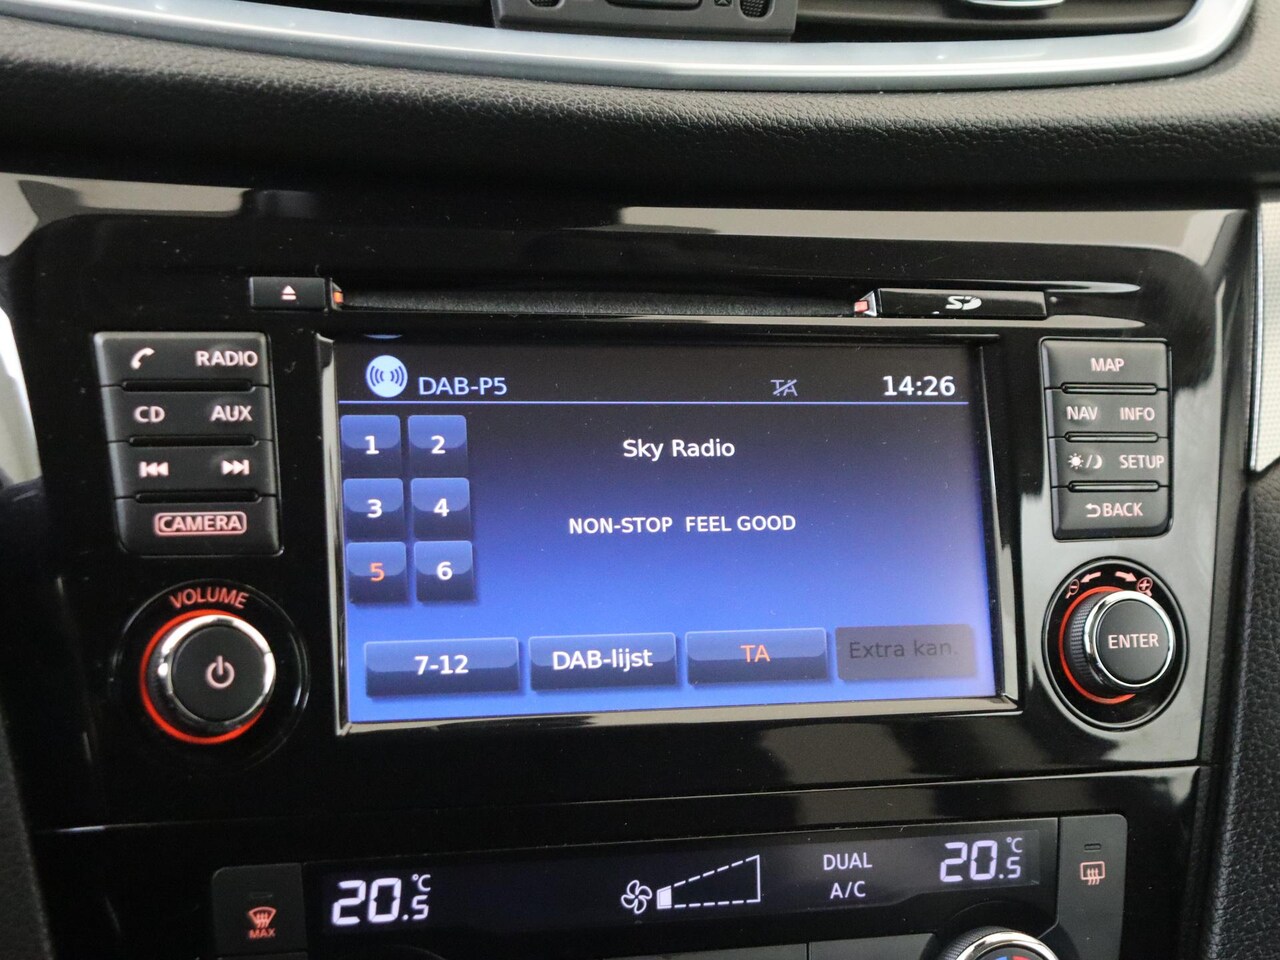 SD
RADIO
CD AUX
CAMERA
VOLUME
DAB-P5 TA 14:26
1 2
3 4
5 6
Sky Radio
NON-STOP FEEL GOOD
7-12 DAB-lijst TA Extra kan.
MAP
NAV INFO
SETUP
BACK
ENTER
20.5 °C
DUAL
A/C
20.5 °C
MAX